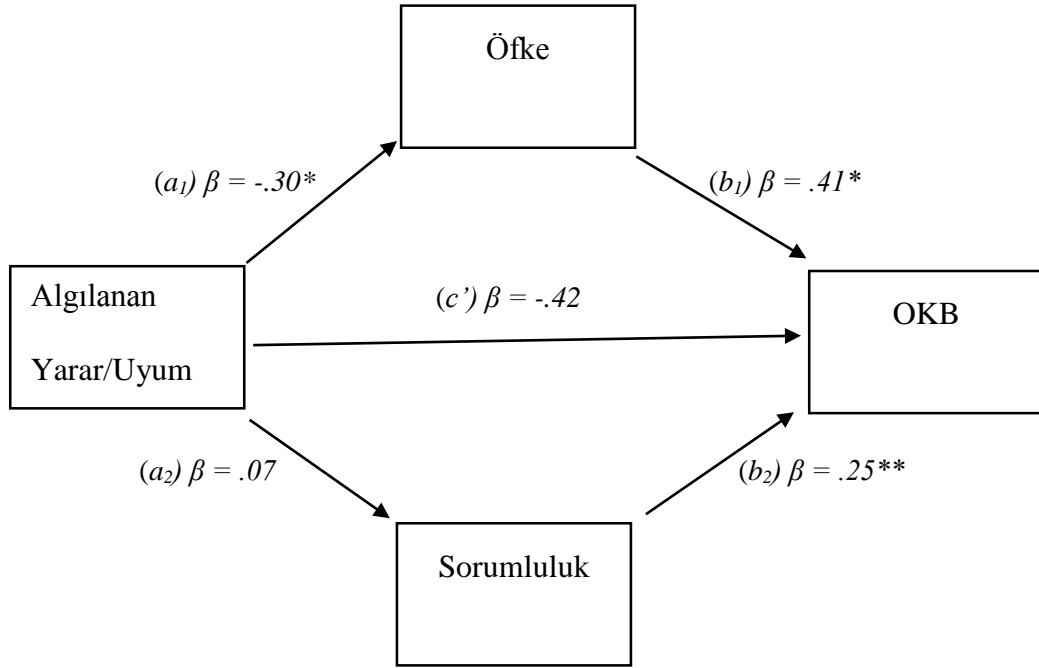 Öfke
(a1) β = -.30*
(b1) β = .41*
Algılanan
Yarar/Uyum
(c’) β = -.42
OKB
(a2) β = .07
(b2) β = .25**
Sorumluluk